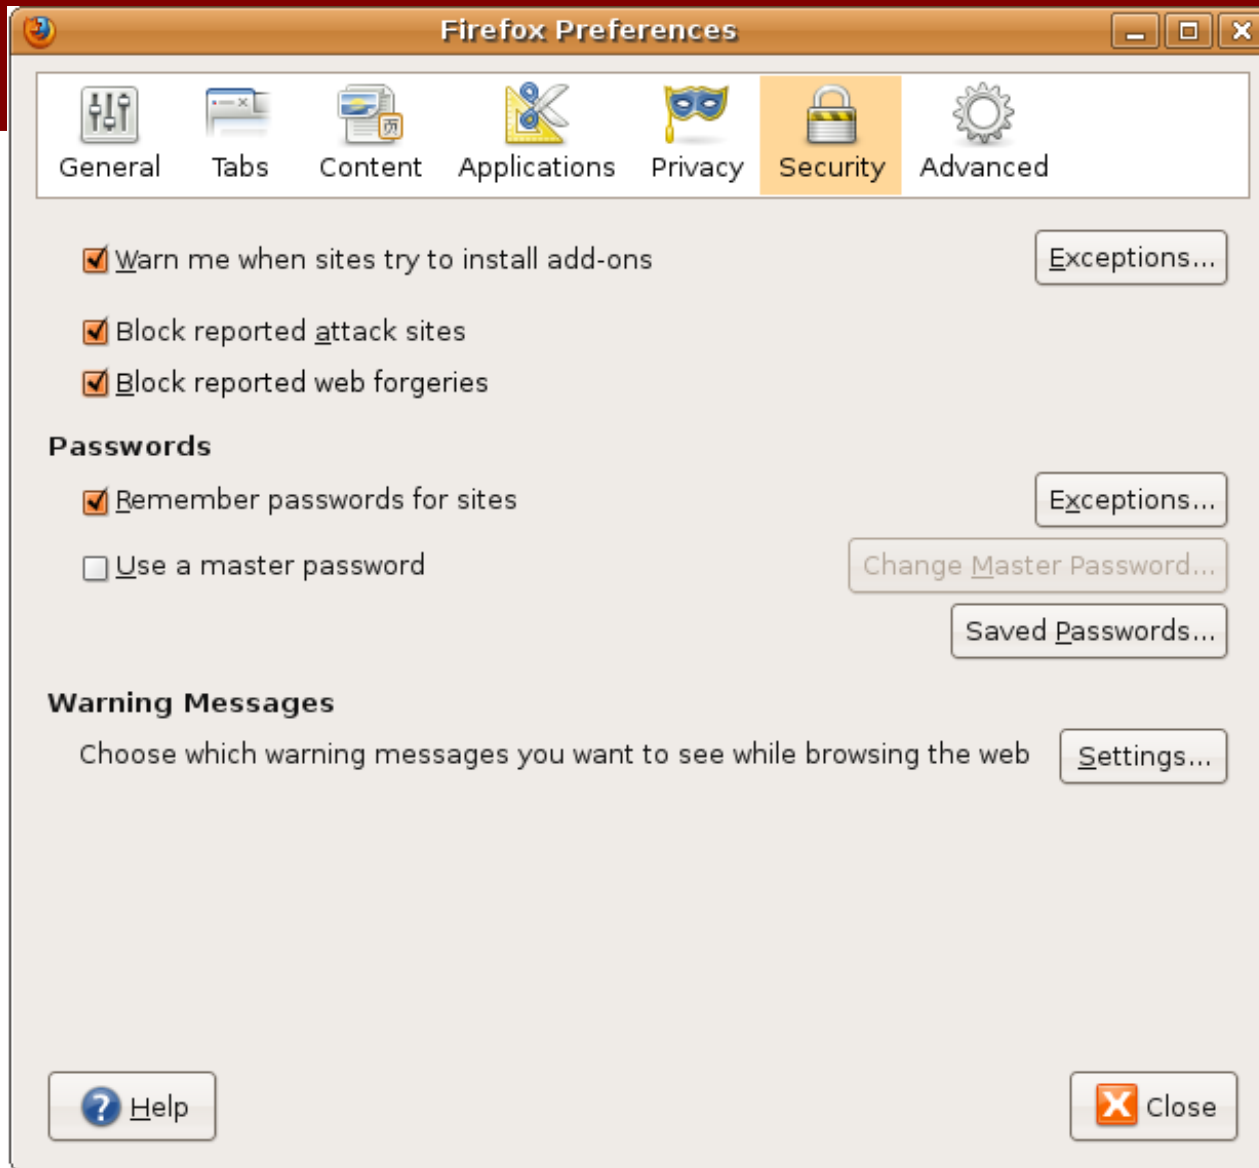 Firefox Preferences
General Tabs Content Applications Privacy Security Advanced
Warn me when sites try to install add-ons Exceptions...
Block reported attack sites
Block reported web forgeries
Passwords
Remember passwords for sites Exceptions...
Use a master password Change Master Password...
Saved Passwords...
Warning Messages
Choose which warning messages you want to see while browsing the web Settings...
Help Close